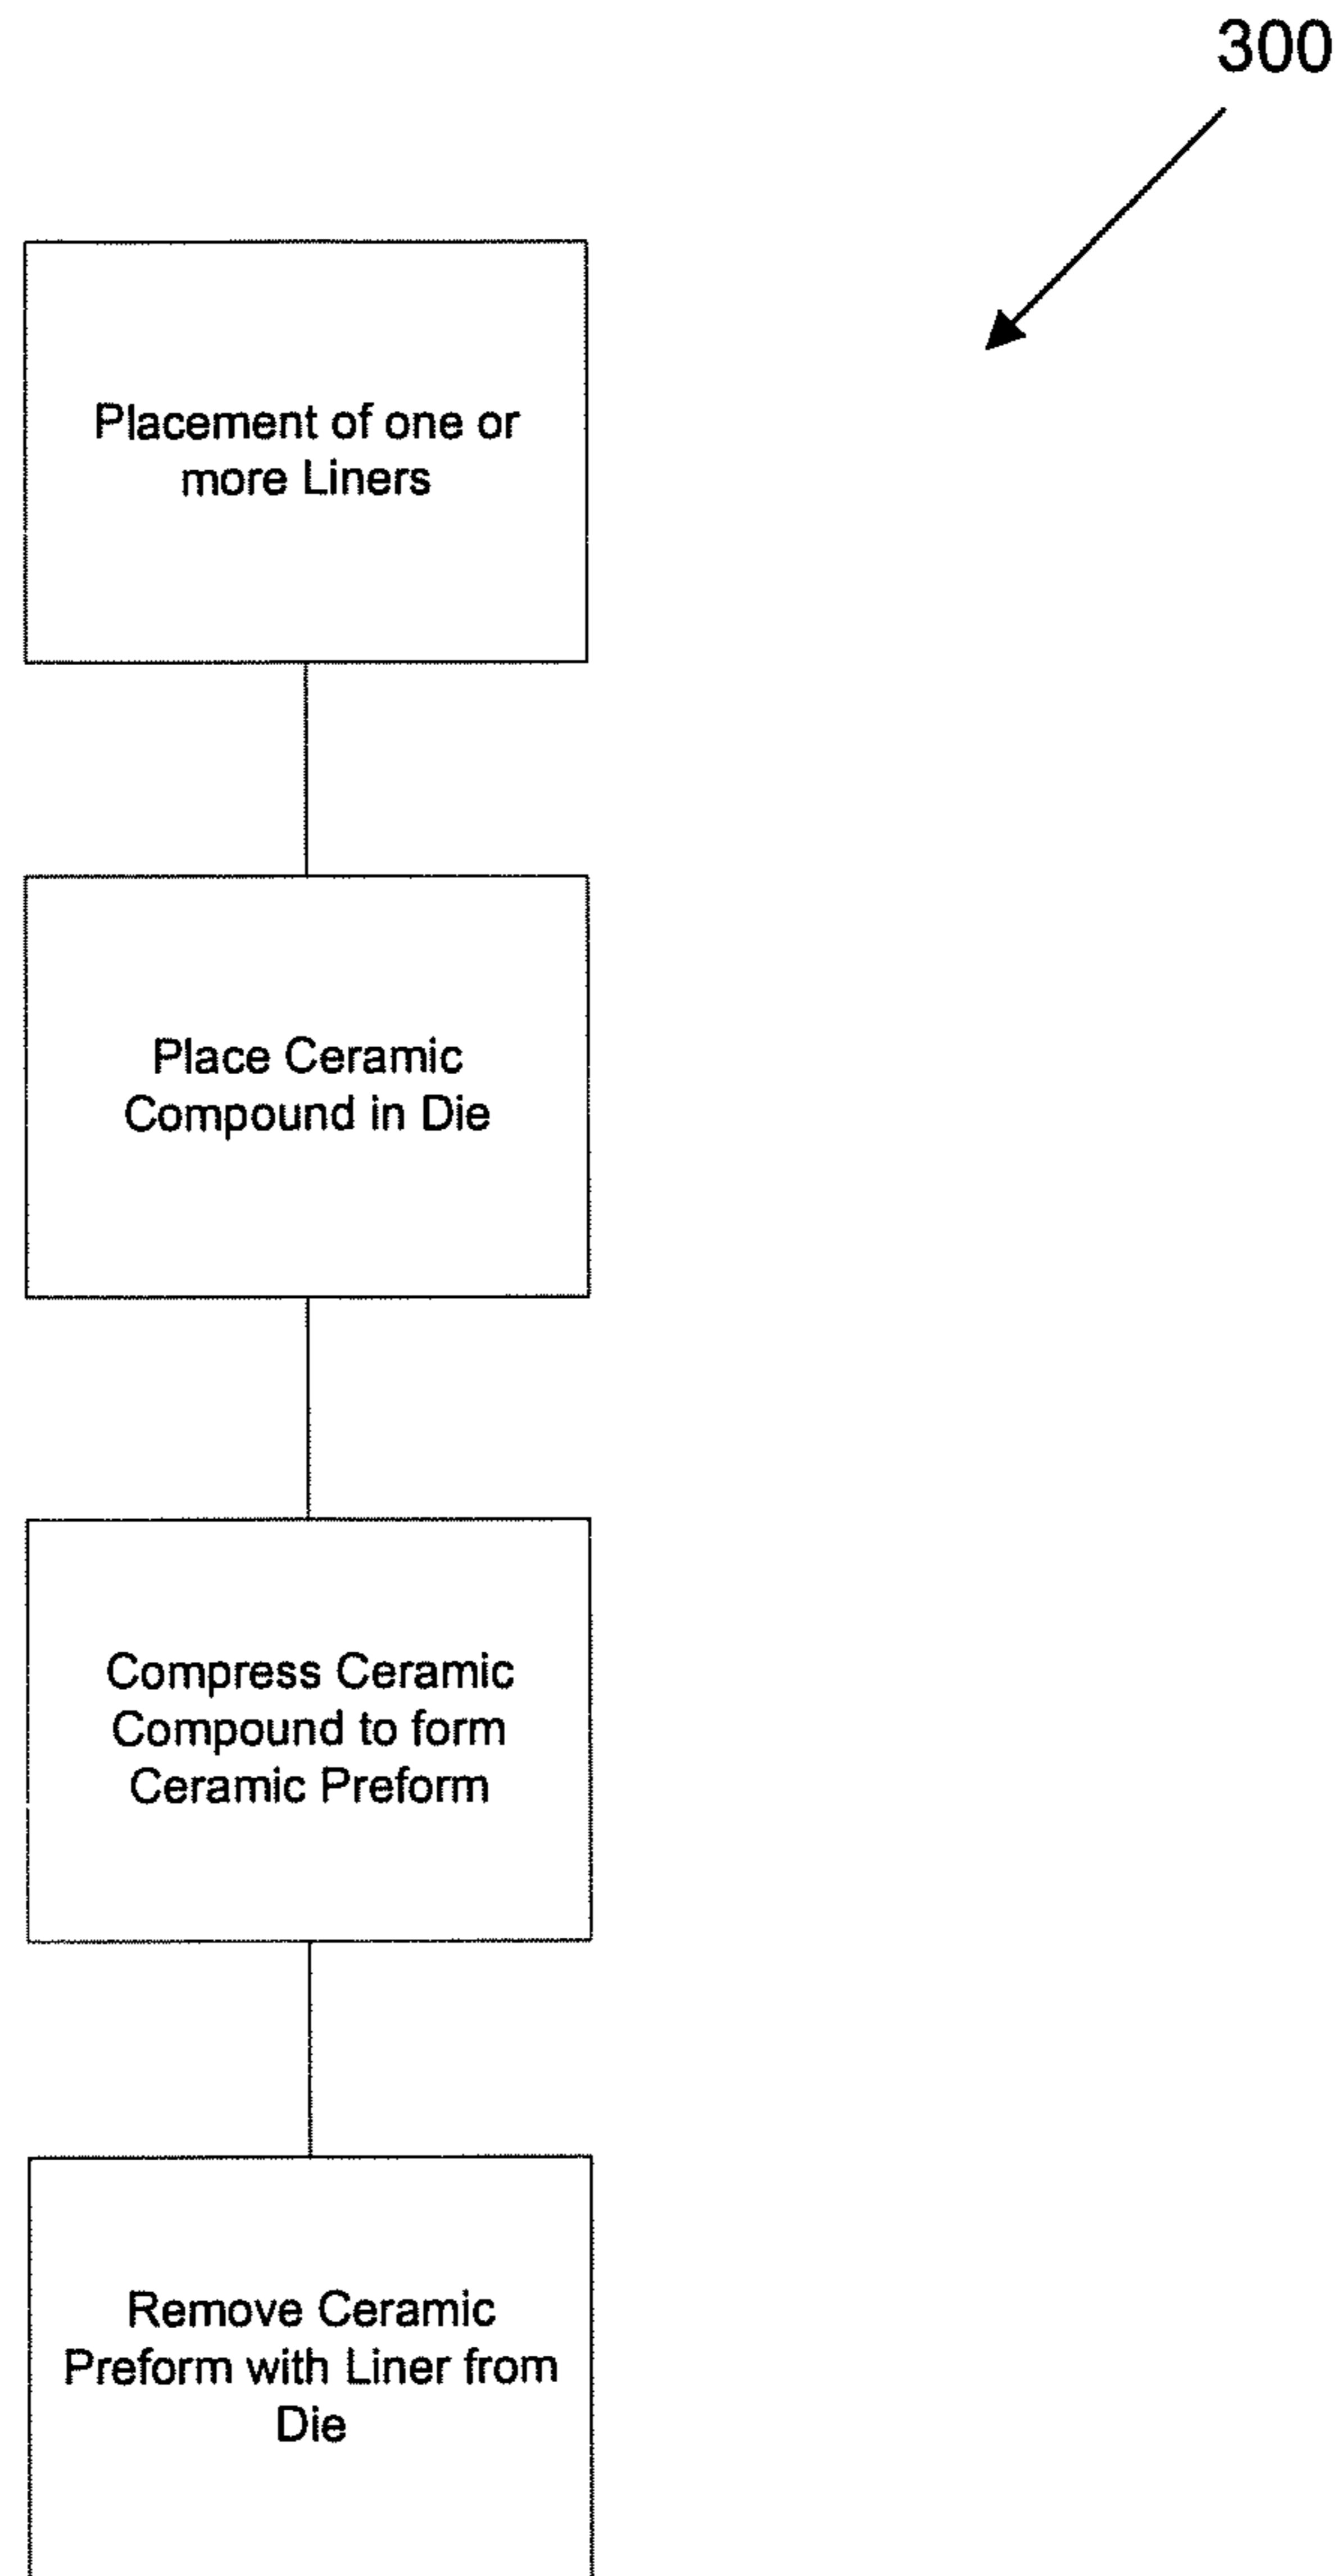 300
Placement of one or
more Liners
Place Ceramic
Compound in Die
Compress Ceramic
Compound to form
Ceramic Preform
Remove Ceramic
Preform with Liner from
Die